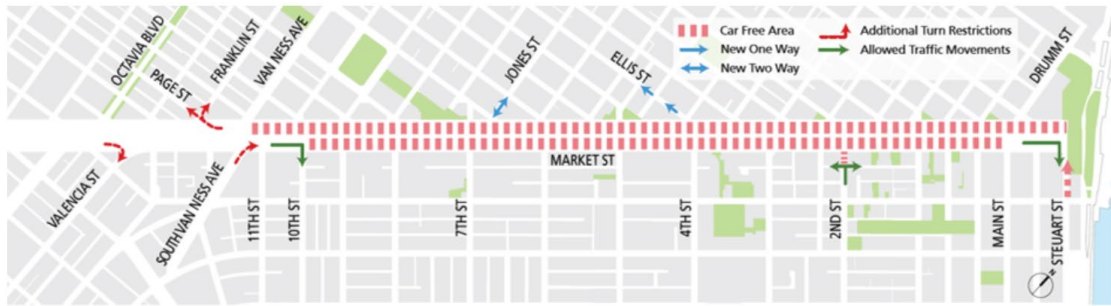 OCTAVIA BLVD
PAGE ST
FRANKLIN ST
VAN NESS AVE
JONES ST
ELLIS ST
DRUMM ST
Car Free Area
New One Way
New Two Way
Additional Turn Restrictions
Allowed Traffic Movements
MARKET ST
VALENCIA ST
SOUTH VAN NESS AVE
11TH ST
10TH ST
7TH ST
4TH ST
2ND ST
MAIN ST
STEUART ST
N